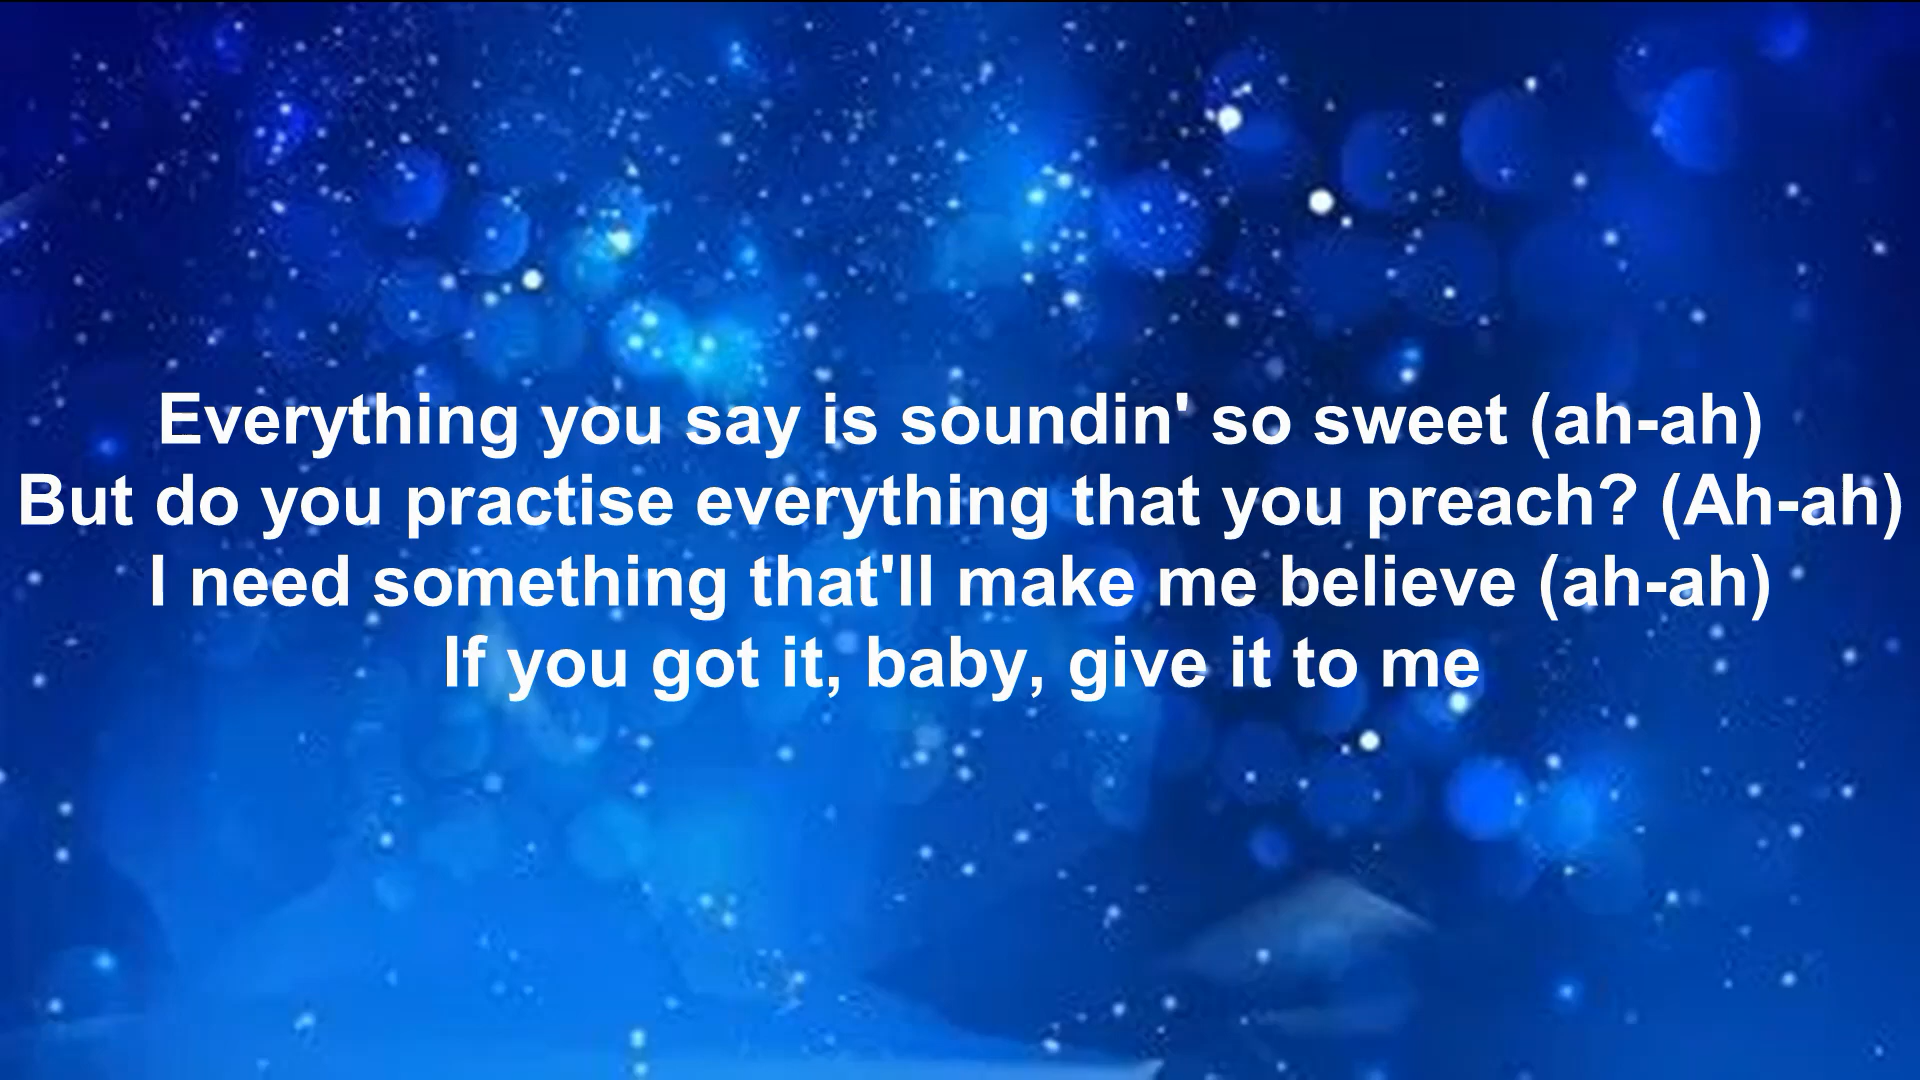 Everything you say is soundin' so sweet (ah-ah)
But do you practise everything that you preach? (Ah-ah)
I need something that'll make me believe (ah-ah)
If you got it, baby, give it to me